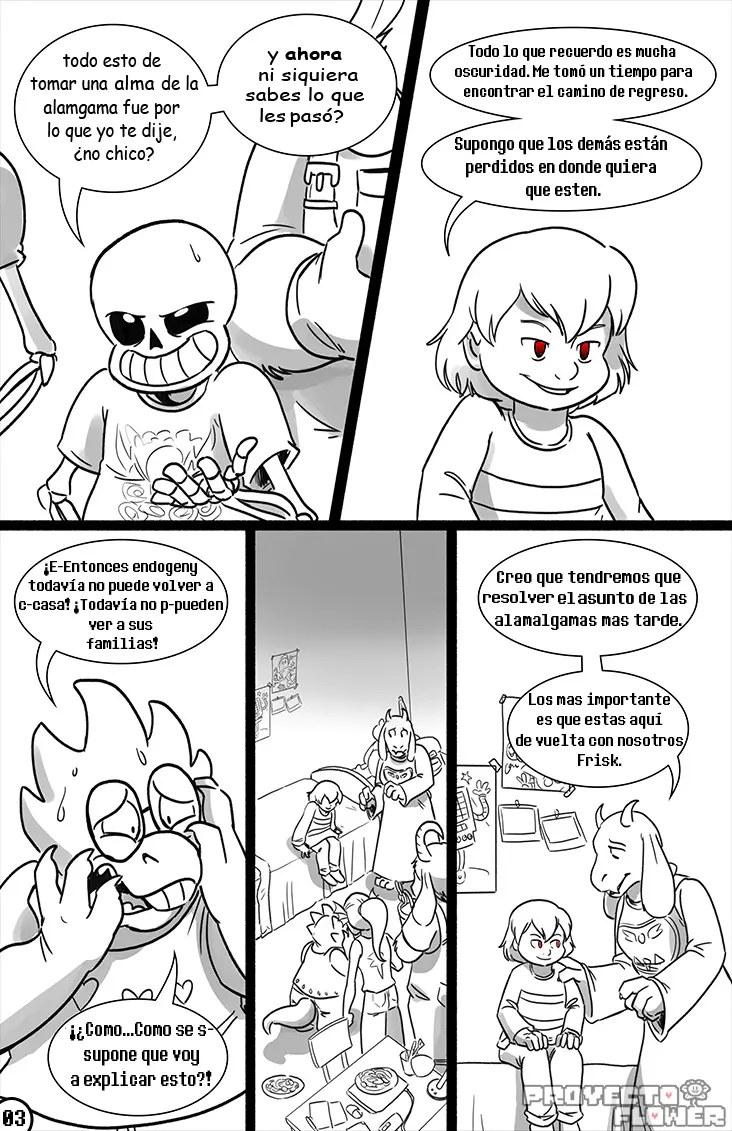 todo esto de
tomar una alma de la
alamgama fue por
lo que yo te dije,
¿no chico?
y ahora
ni siquiera
sabes lo que
les pasó?
Todo lo que recuerdo es mucha
oscuridad. Me tomó un tiempo para
encontrar el camino de regreso.
Supongo que los demás están
perdidos en donde quiera
que esten.
¡E-Entonces endogeny
todavía no puede volver a
c-casa! ¡Todavía no p-pueden
ver a sus
familias!
¡¿Como...Como se s-
supone que voy
a explicar esto?!
Creo que tendremos que
resolver el asunto de las
alamalgamas mas tarde.
Los mas importante
es que estas aquí
de vuelta con nosotros
Frisk.
03
PROYECTO
FLOWER